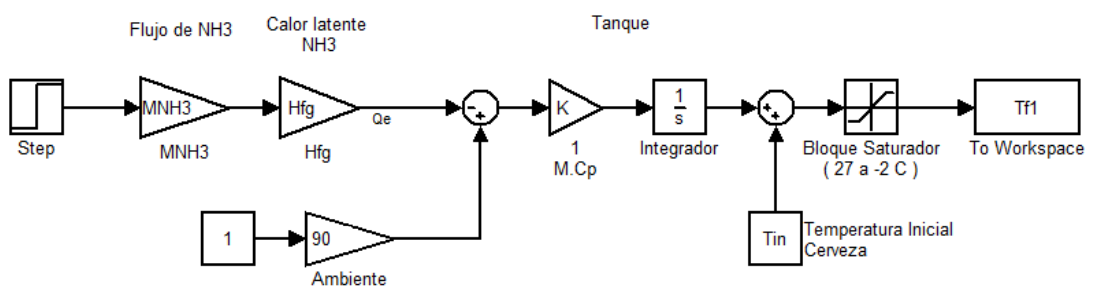 Flujo de NH3
Calor latente
NH3
Tanque
MNH3
Hfg
Qe
K
1
s
Tf1
Step
MNH3
Hfg
1
M.Cp
Integrador
Bloque Saturador
( 27 a -2 C )
To Workspace
1
90
Ambiente
Tin
Temperatura Inicial
Cerveza